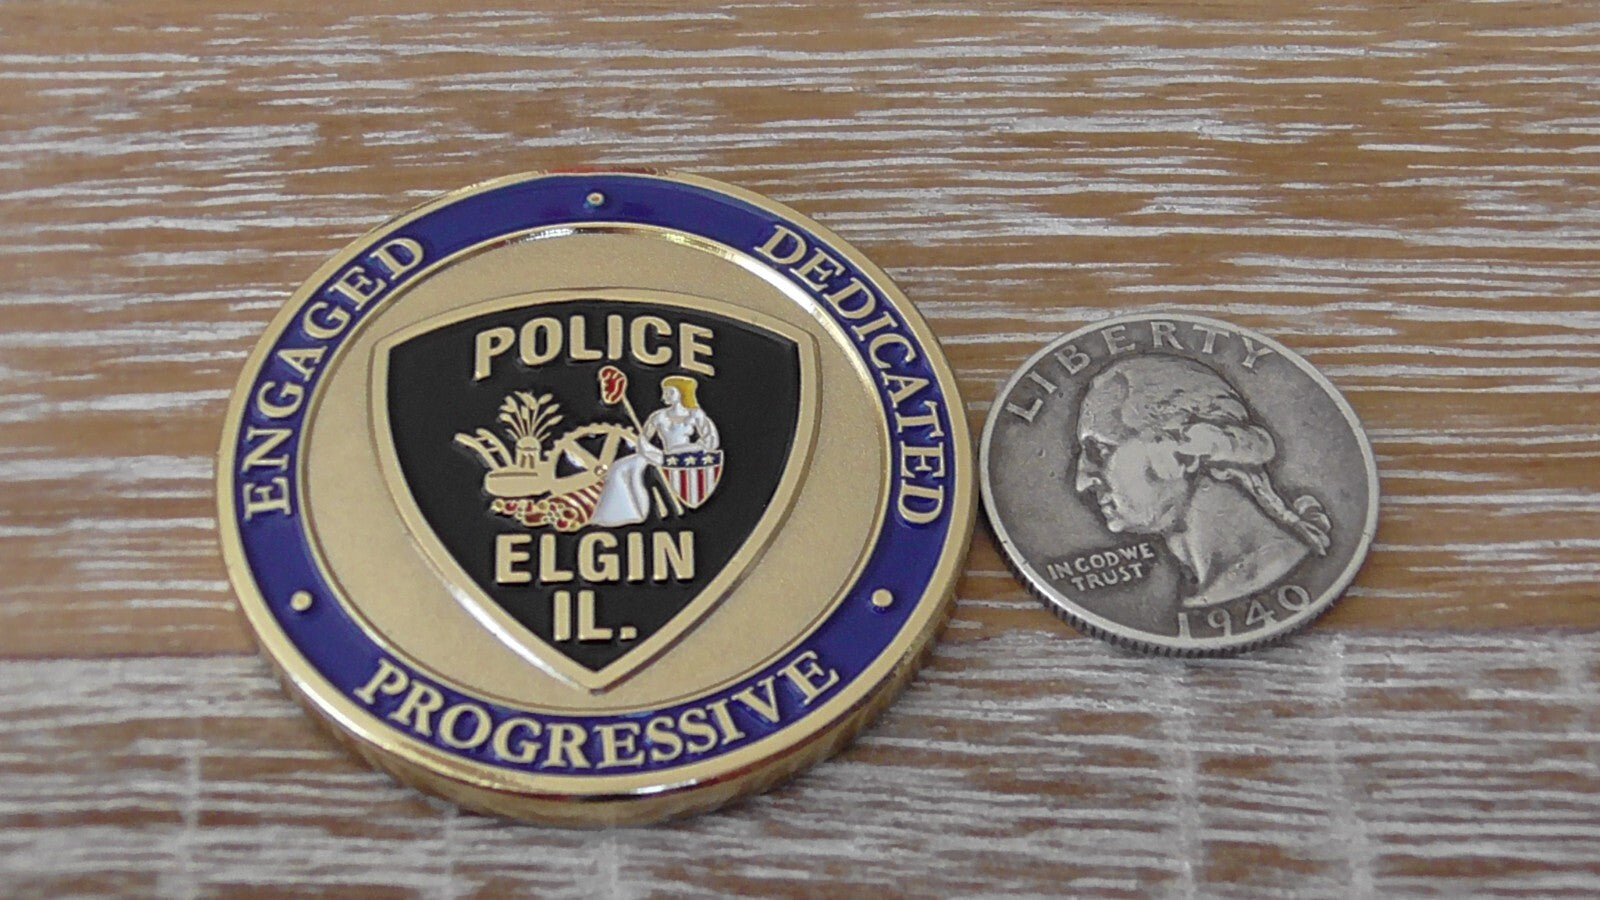 ENGAGED
DEDICATED
PROGRESSIVE
POLICE
ELGIN
IL.
LIBERTY
IN GOD WE
TRUST
1940